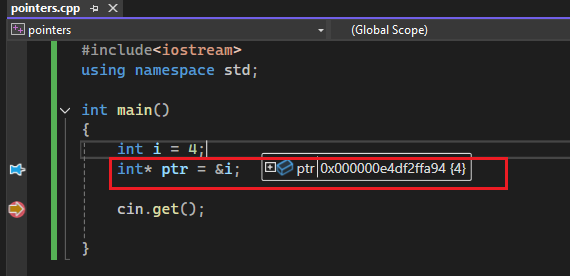 pointers.cpp
pointers (Global Scope)
#include<iostream>
using namespace std;
int main()
{
int i = 4;
int* ptr = &i; ptr 0x000000e4df2ffa94 {4}
cin.get();
}